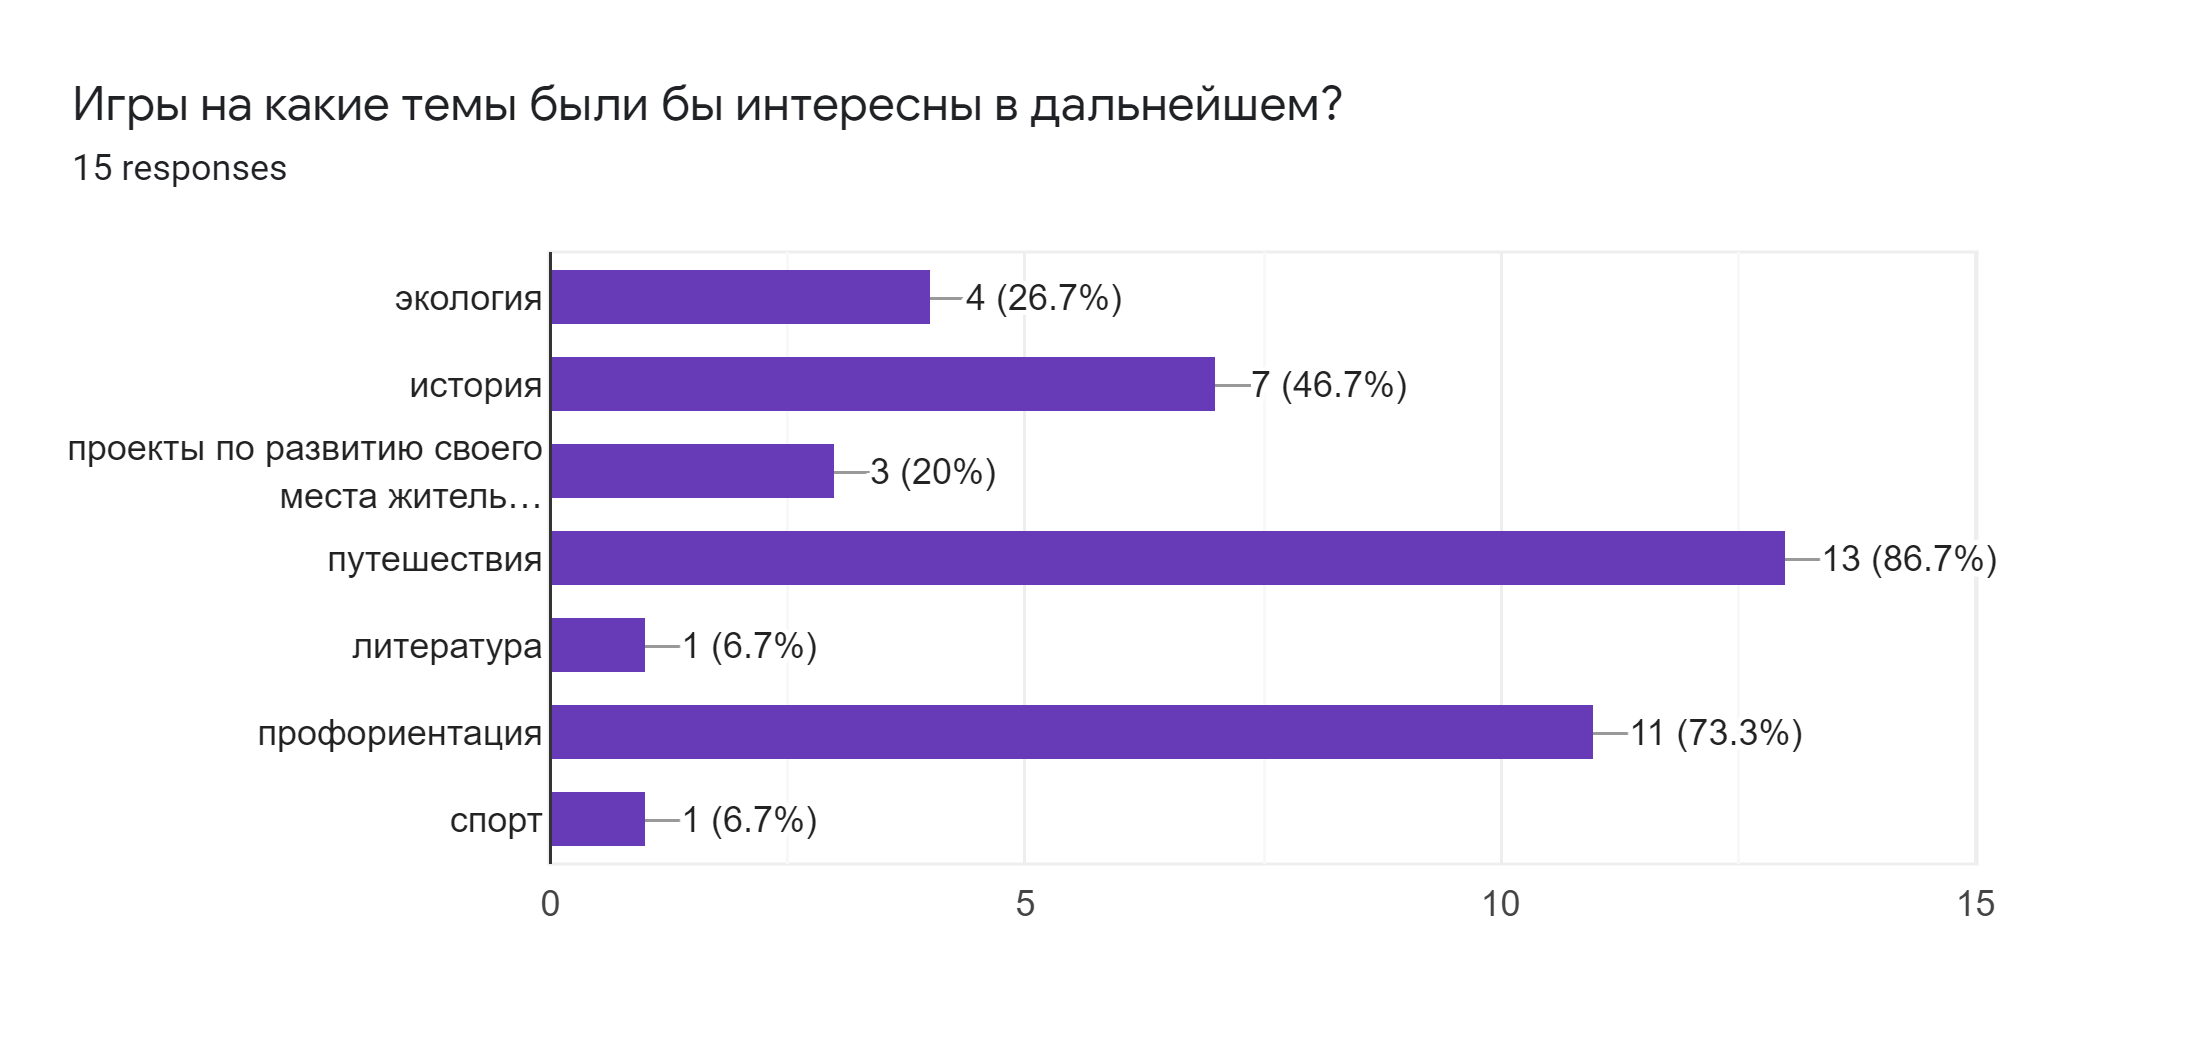 Игры на какие темы были бы интересны в дальнейшем?
15 responses
экология
4 (26.7%)
история
7 (46.7%)
проекты по развитию своего
места житель…
3 (20%)
путешествия
13 (86.7%)
литература
1 (6.7%)
профориентация
11 (73.3%)
спорт
1 (6.7%)
0 5 10 15